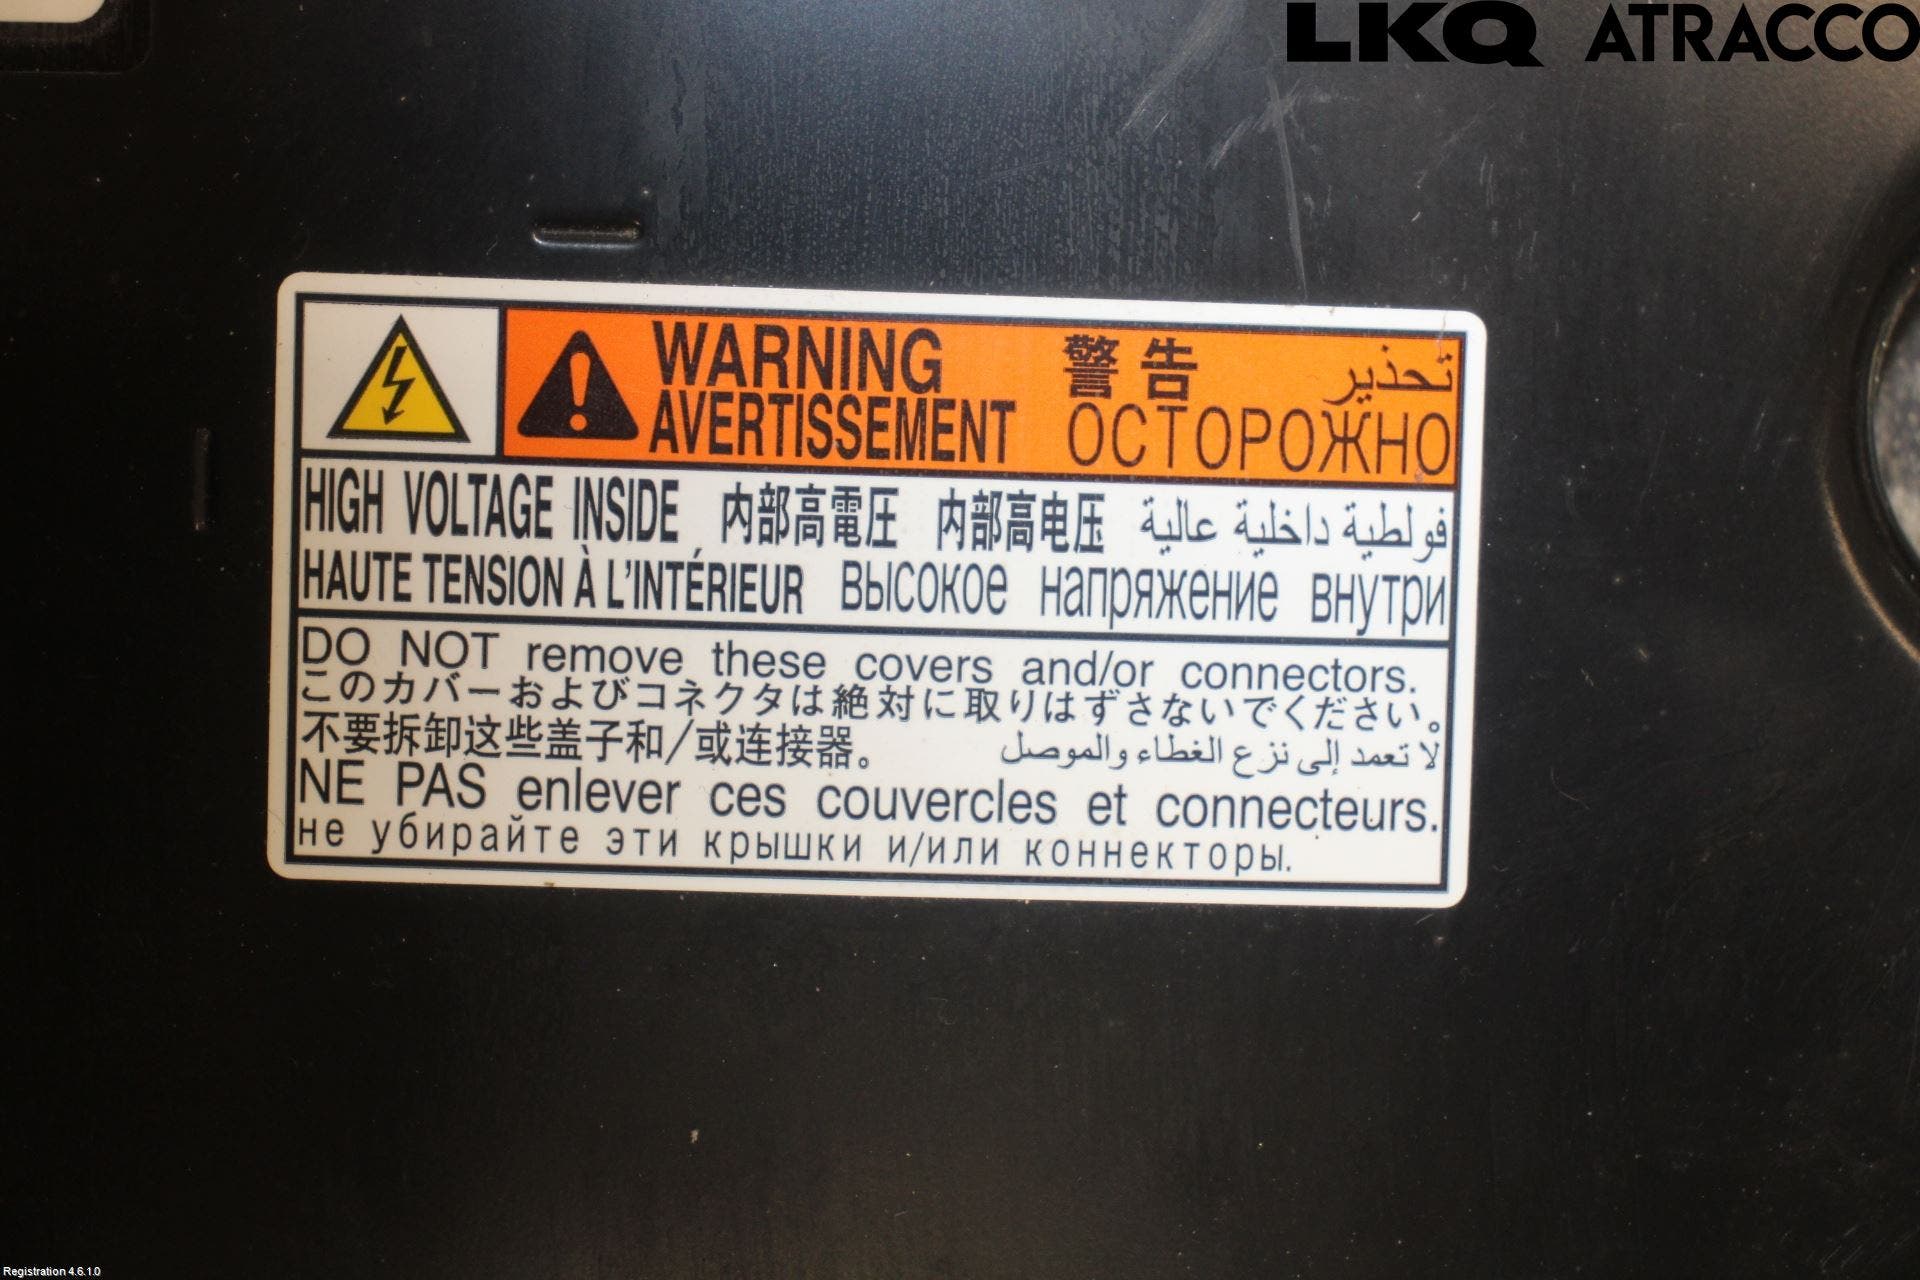 LKQ ATRACCO
WARNING 警告 تحذير
AVERTISSEMENT ОСТОРОЖНО
HIGH VOLTAGE INSIDE 内部高電圧 内部高电压 فولطية داخلية عالية
HAUTE TENSION À L'INTÉRIEUR Высокое напряжение внутри
DO NOT remove these covers and/or connectors.
このカバーおよびコネクタは絶対に取りはずさないでください。
不要拆卸这些盖子和/或连接器。 لا تعمد إلى نزع الغطاء والموصل
NE PAS enlever ces couvercles et connecteurs.
не убирайте эти крышки и/или коннекторы.
Registration 4.6.1.0